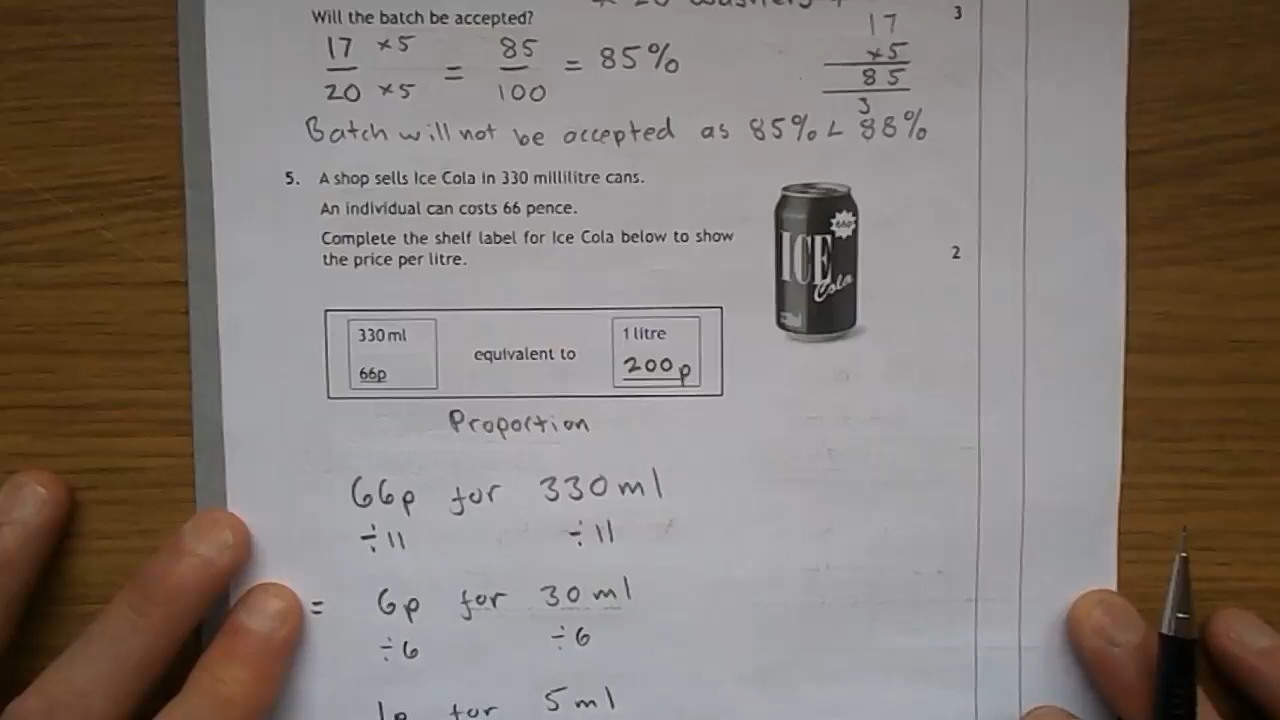 Will the batch be accepted?
3
17 ×5
20 ×5
=
85
100
= 85%
17
×5
85
3
Batch will not be accepted as 85% < 88%
5. A shop sells Ice Cola in 330 millilitre cans.
An individual can costs 66 pence.
Complete the shelf label for Ice Cola below to show
the price per litre.
2
66p
ICE
Cola
330 ml
66p
equivalent to
1 litre
200p
Proportion
66p for 330ml
÷11 ÷11
= 6p for 30ml
÷6 ÷6
1p for 5ml